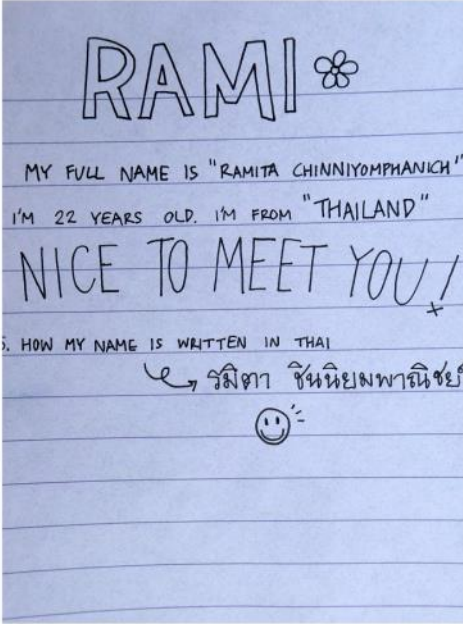 RAMI
MY FULL NAME IS "RAMITA CHINNIYOMPHANICH"
I'M 22 YEARS OLD. I'M FROM "THAILAND"
NICE TO MEET YOU!
S. HOW MY NAME IS WRITTEN IN THAI
รมิตา ชินนิยมพาณิชย์